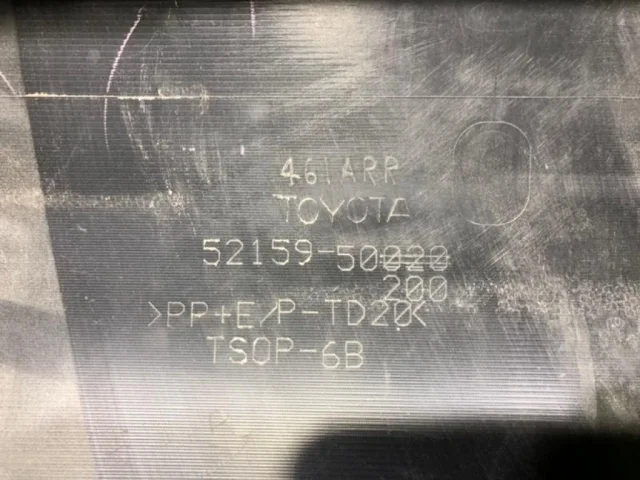 461ARR
TOYOTA
52159-50020
200
>PP+E/P-TD20<
TSOP-6B